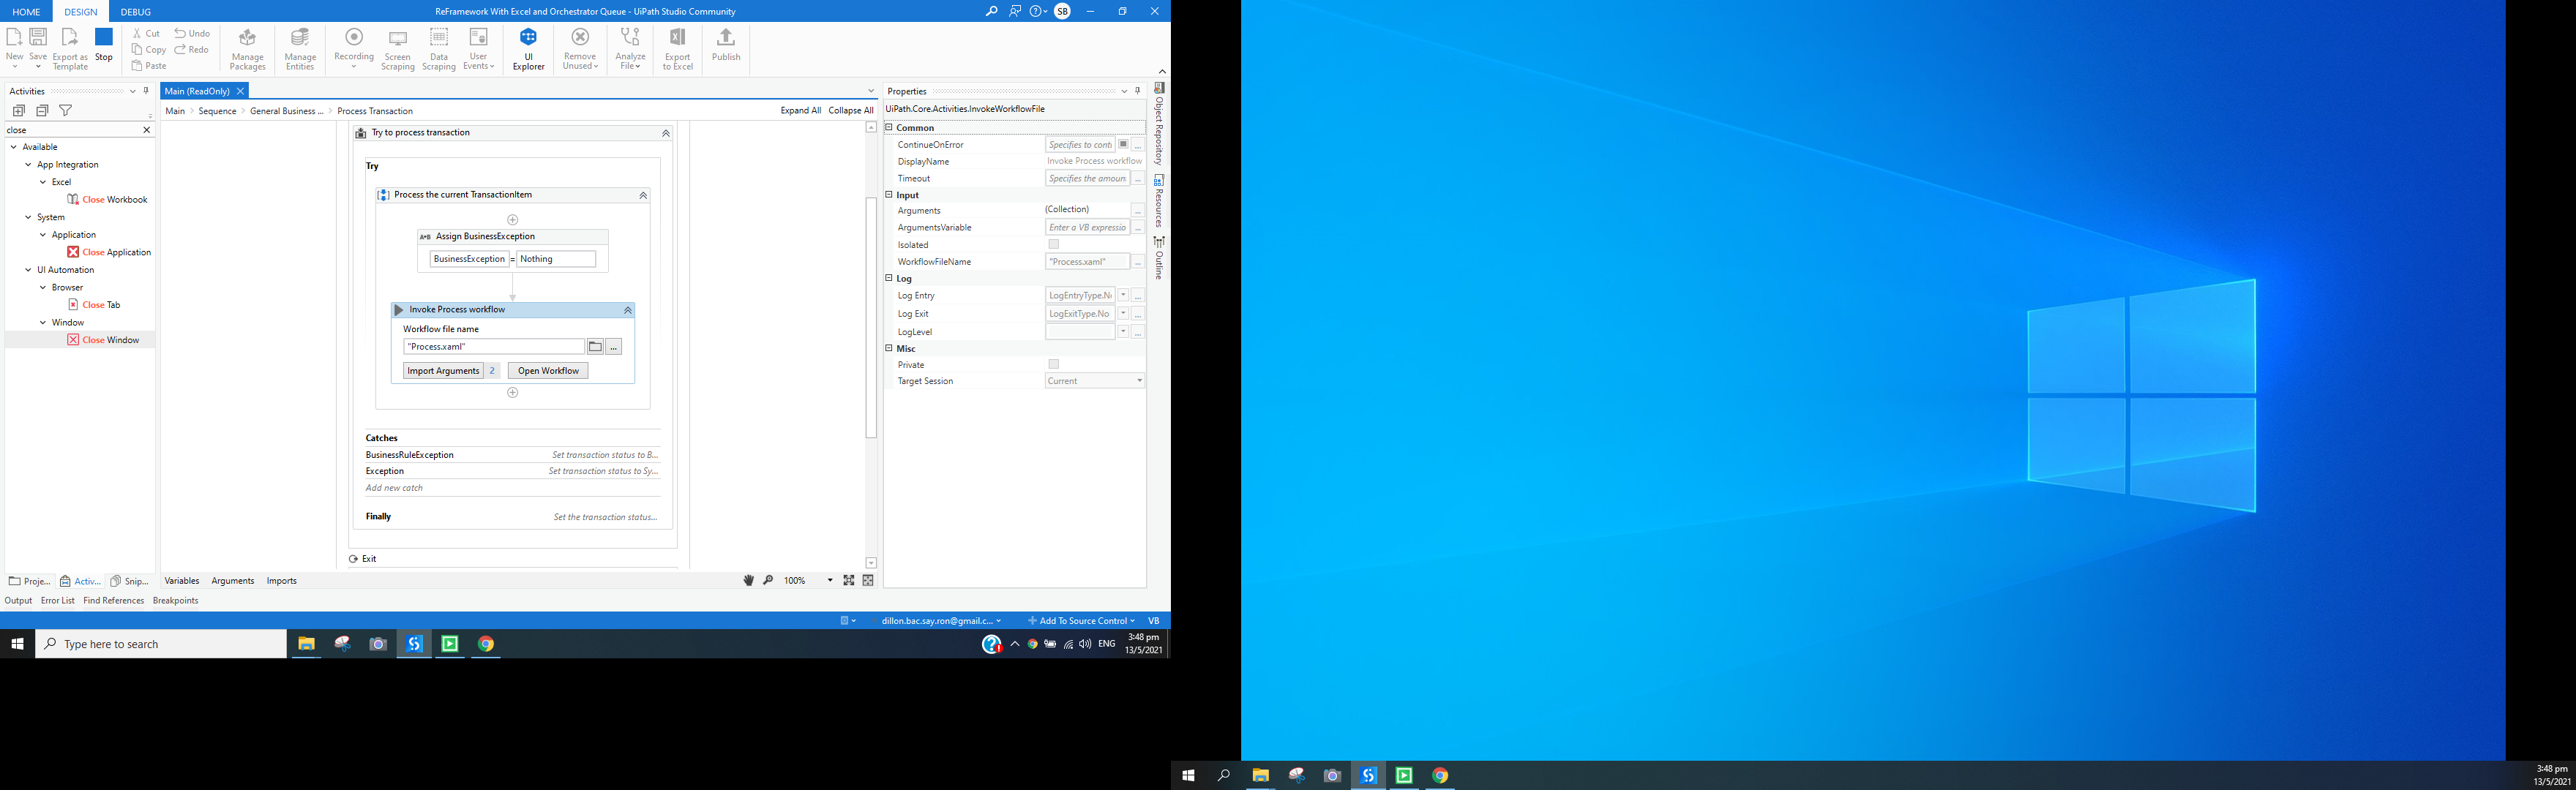 HOME DESIGN DEBUG ReFramework With Excel and Orchestrator Queue - UiPath Studio Community SB
New Save Export as Template Stop Cut Copy Paste Undo Redo Manage Packages Manage Entities Recording Screen Scraping Data Scraping User Events UI Explorer Remove Unused Analyze File Export to Excel Publish
Activities
close
Available
App Integration
Excel
Close Workbook
System
Application
Close Application
UI Automation
Browser
Close Tab
Window
Close Window
Proje... Activ... Snip...
Main (ReadOnly)
Main > Sequence > General Business ... > Process Transaction Expand All Collapse All
Try to process transaction
Try
Process the current TransactionItem
A+B Assign BusinessException
BusinessException = Nothing
Invoke Process workflow
Workflow file name
"Process.xaml" ...
Import Arguments 2 Open Workflow
Catches
BusinessRuleException Set transaction status to B...
Exception Set transaction status to Sy...
Add new catch
Finally Set the transaction status...
Exit
Variables Arguments Imports 100%
Properties
UiPath.Core.Activities.InvokeWorkflowFile
Common
ContinueOnError Specifies to conti ...
DisplayName Invoke Process workflow
Timeout Specifies the amoun ...
Input
Arguments (Collection) ...
ArgumentsVariable Enter a VB expressio ...
Isolated
WorkflowFileName "Process.xaml" ...
Log
Log Entry LogEntryType.No ...
Log Exit LogExitType.No ...
LogLevel ...
Misc
Private
Target Session Current
Object Repository
Resources
Outline
Output Error List Find References Breakpoints
dillon.bac.say.ron@gmail.c... Add To Source Control VB
Type here to search ENG 3:48 pm
13/5/2021
3:48 pm
13/5/2021